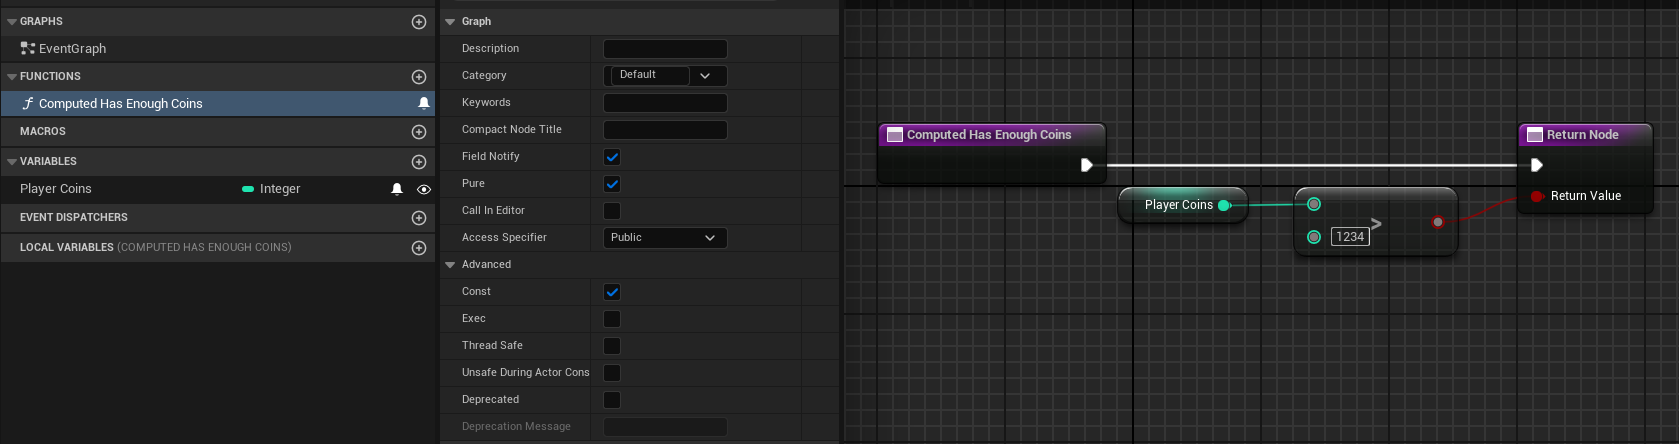 GRAPHS
EventGraph
FUNCTIONS
Computed Has Enough Coins
MACROS
VARIABLES
Player Coins Integer
EVENT DISPATCHERS
LOCAL VARIABLES (COMPUTED HAS ENOUGH COINS)
Graph
Description
Category Default
Keywords
Compact Node Title
Field Notify
Pure
Call In Editor
Access Specifier Public
Advanced
Const
Exec
Thread Safe
Unsafe During Actor Cons
Deprecated
Deprecation Message
Computed Has Enough Coins
Player Coins
>
1234
Return Node
Return Value